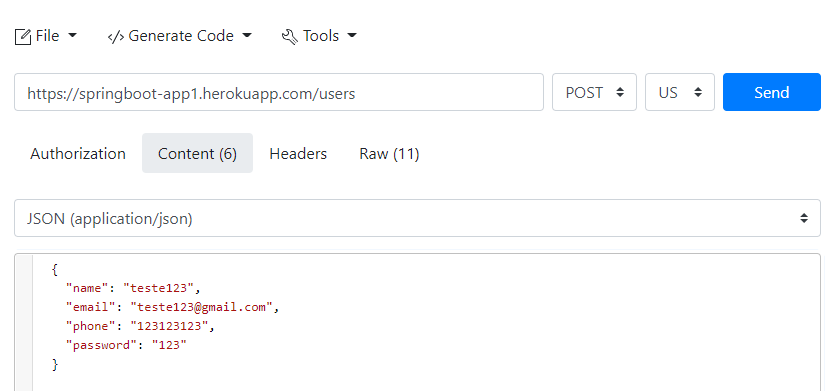 File Generate Code Tools
https://springboot-app1.herokuapp.com/users POST US Send
Authorization Content (6) Headers Raw (11)
JSON (application/json)
{
"name": "teste123",
"email": "teste123@gmail.com",
"phone": "123123123",
"password": "123"
}